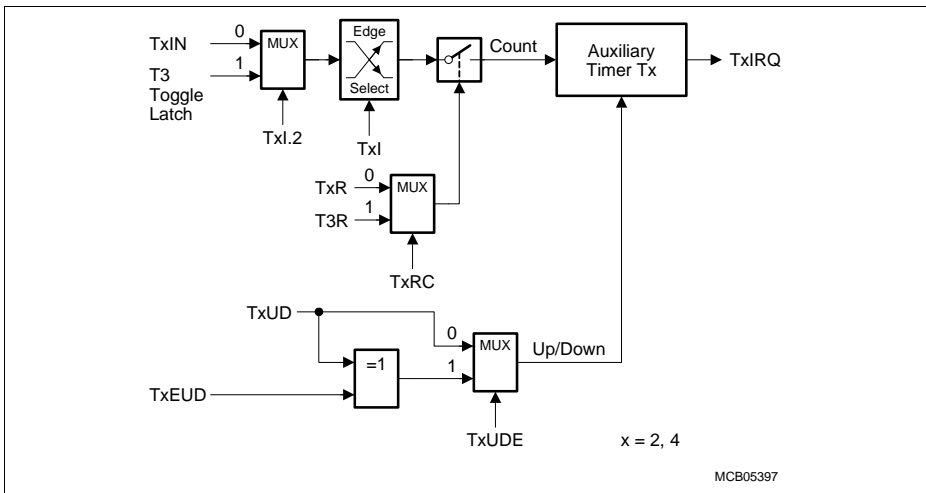 TxIN
0
MUX
T3
Toggle
Latch
1
TxI.2
Edge
Select
TxI
Count
Auxiliary
Timer Tx
TxIRQ
TxR
0
MUX
T3R
1
TxRC
TxUD
0
MUX
Up/Down
=1
1
TxEUD
TxUDE
x = 2, 4
MCB05397